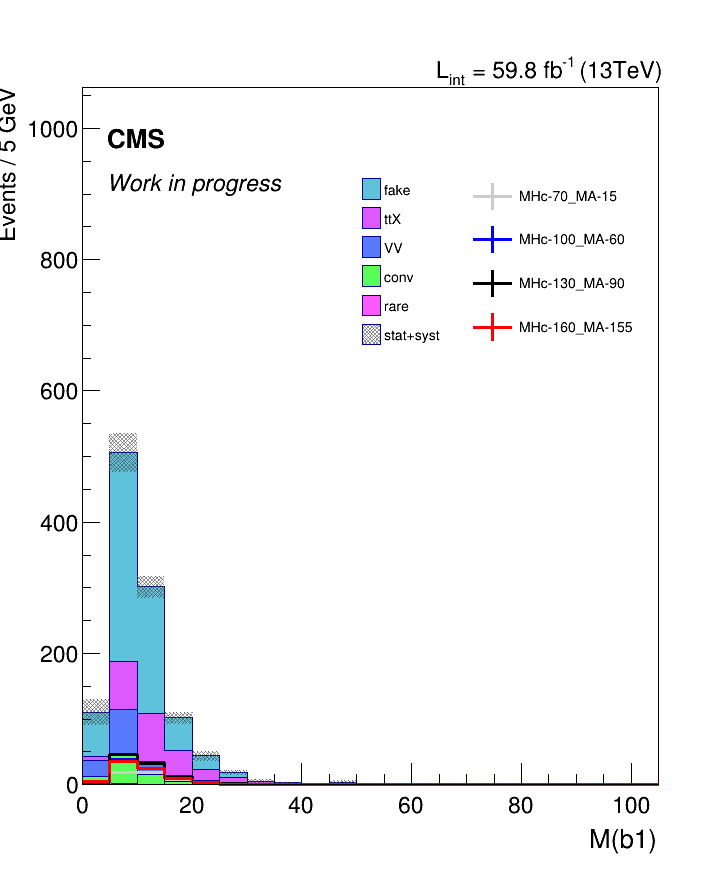 L_int = 59.8 fb^-1 (13TeV)
Events / 5 GeV
CMS
Work in progress
fake
ttX
VV
conv
rare
stat+syst
MHc-70_MA-15
MHc-100_MA-60
MHc-130_MA-90
MHc-160_MA-155
1000
800
600
400
200
0
0 20 40 60 80 100
M(b1)